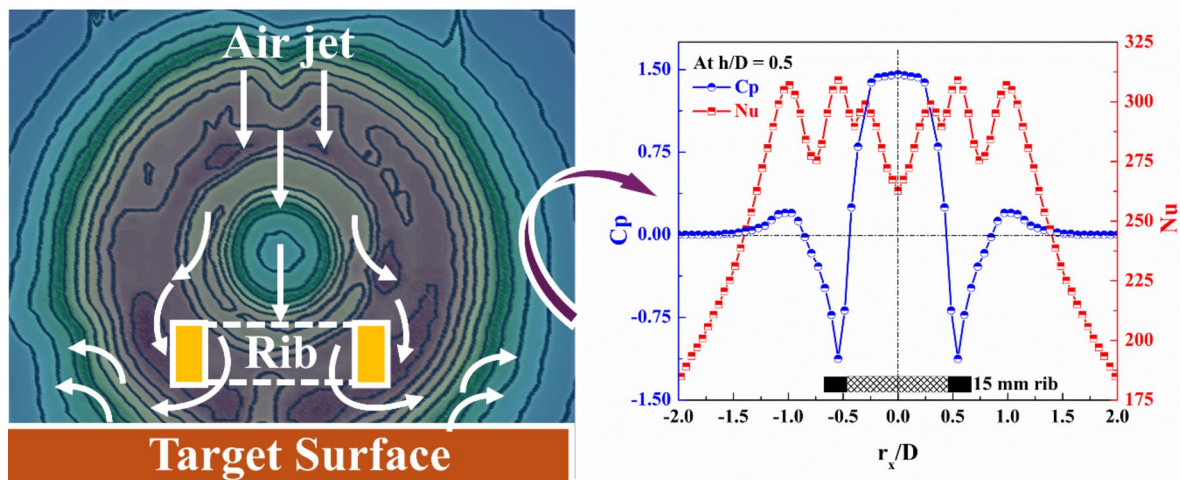 Air jet
Rib
Target Surface
At h/D = 0.5
Cp
Nu
1.50
0.75
0.00
-0.75
-1.50
Cp
325
300
275
250
225
200
175
Nu
15 mm rib
-2.0 1.5 -1.0 -0.5 0.0 0.5 1.0 1.5 2.0
r_x/D